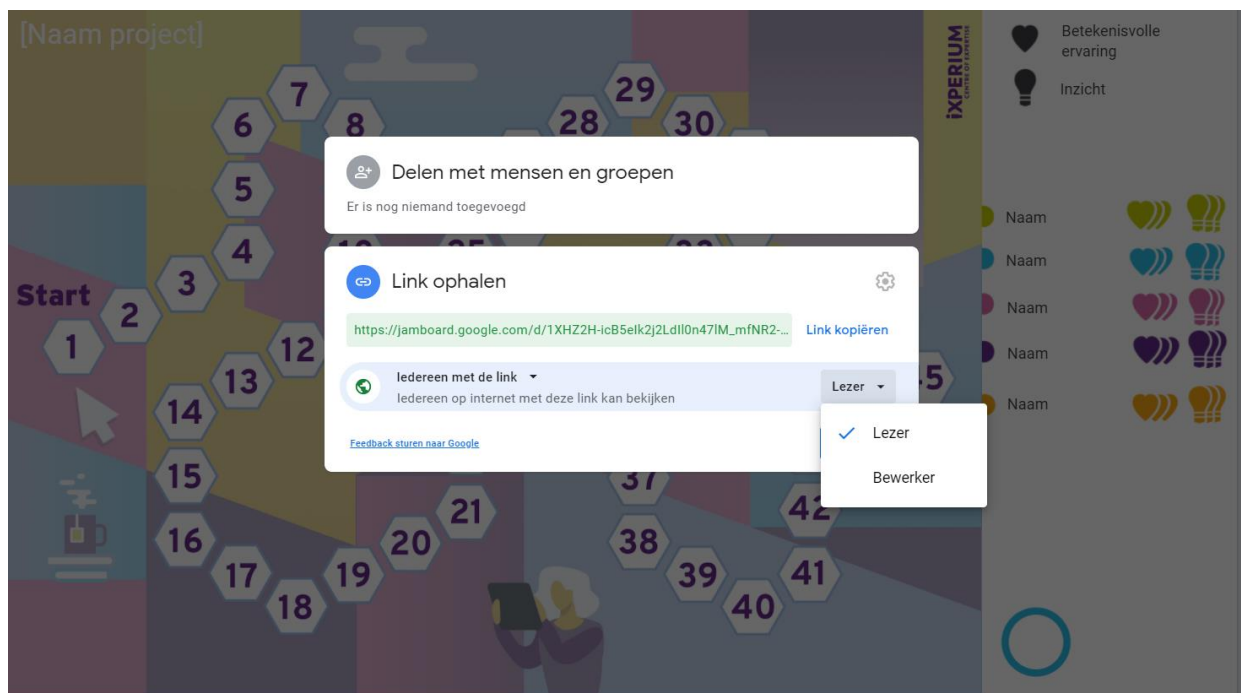 [Naam project]
iXPERIUM
CENTRE OF EXPERTISE
Betekenisvolle
ervaring
Inzicht
7
29
6
8
28
30
Delen met mensen en groepen
Er is nog niemand toegevoegd
5
4
Naam
Naam
3
Start
2
1
Link ophalen
https://jamboard.google.com/d/1XHZ2H-icB5eIk2j2LdIl0n47lM_mfNR2-...
Link kopiëren
Naam
12
13
Iedereen met de link
Iedereen op internet met deze link kan bekijken
Lezer
Naam
14
Naam
Feedback sturen naar Google
Lezer
Bewerker
15
37
42
21
16
20
38
17
19
39
41
18
40